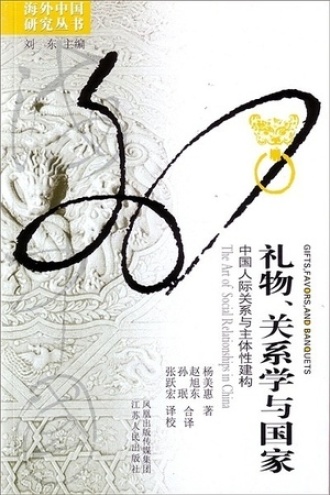 海外中国
研究丛书
刘 东 主编
礼物、关系学与国家
GIFTS,FAVORS,AND BANQUETS
中国人际关系与主体性建构
The Art of Social Relationships in China
杨美惠 著
赵旭东
孙 珉 合译
张跃宏 译校
凤凰出版传媒集团
江苏人民出版社